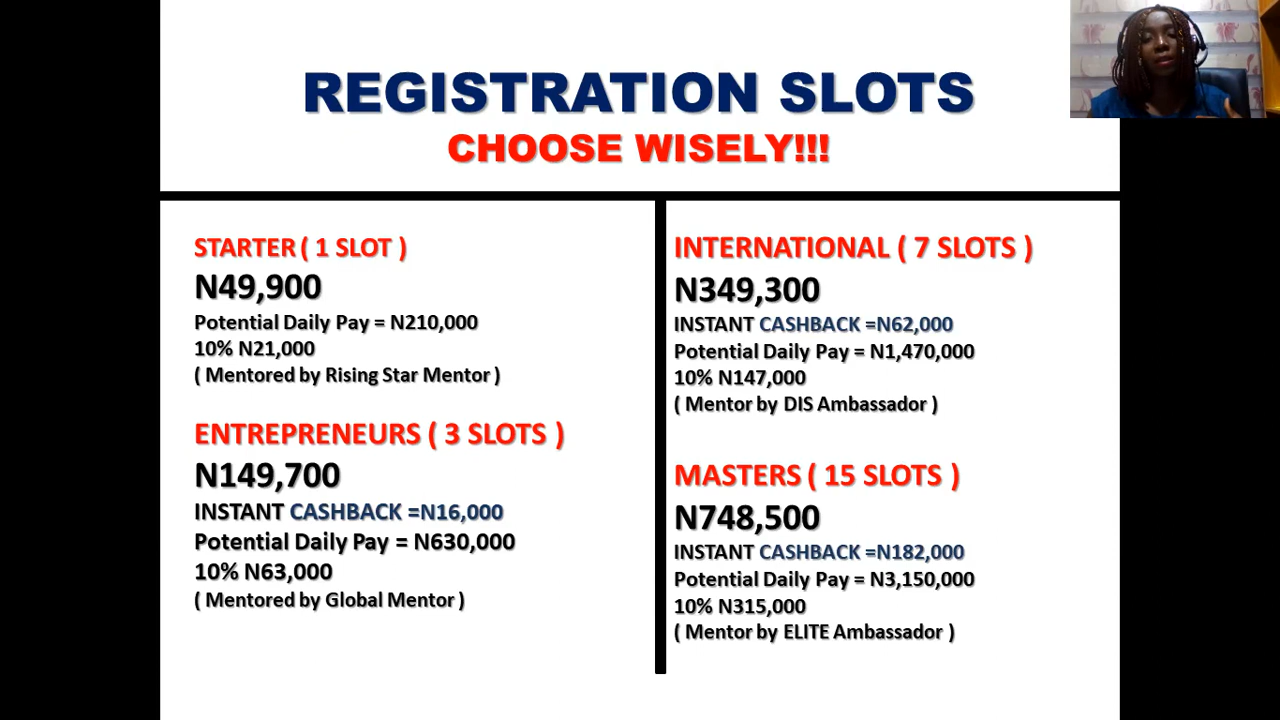 REGISTRATION SLOTS
CHOOSE WISELY!!!
STARTER ( 1 SLOT )
N49,900
Potential Daily Pay = N210,000
10% N21,000
( Mentored by Rising Star Mentor )
ENTREPRENEURS ( 3 SLOTS )
N149,700
INSTANT CASHBACK =N16,000
Potential Daily Pay = N630,000
10% N63,000
( Mentored by Global Mentor )
INTERNATIONAL ( 7 SLOTS )
N349,300
INSTANT CASHBACK =N62,000
Potential Daily Pay = N1,470,000
10% N147,000
( Mentor by DIS Ambassador )
MASTERS ( 15 SLOTS )
N748,500
INSTANT CASHBACK =N182,000
Potential Daily Pay = N3,150,000
10% N315,000
( Mentor by ELITE Ambassador )